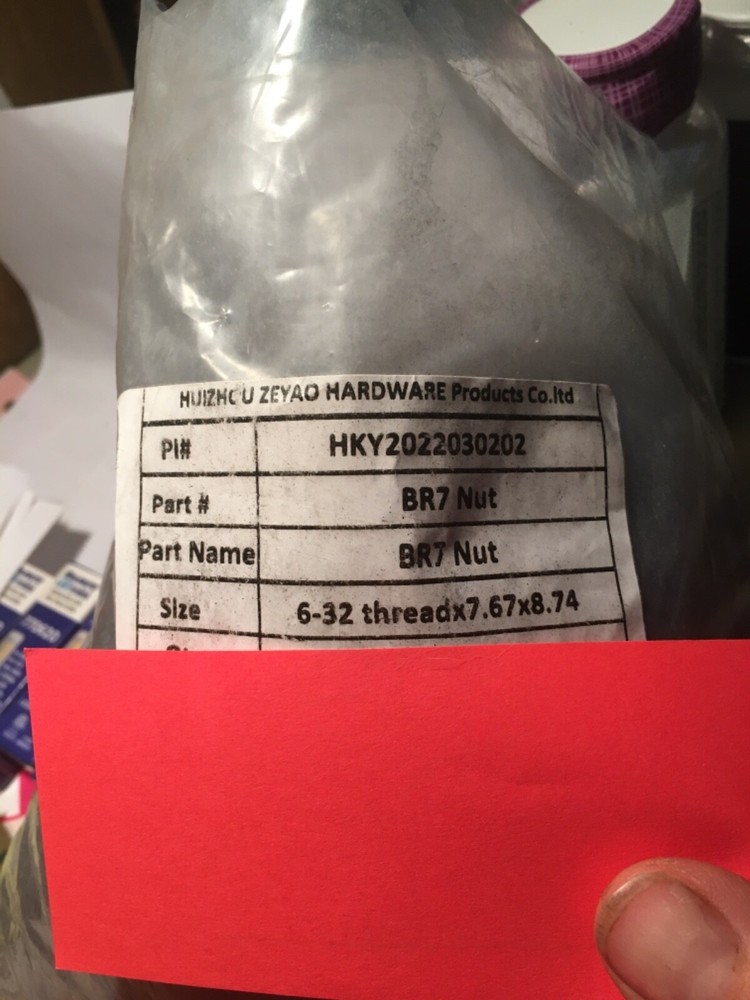 HUIZHOU ZEYAO HARDWARE Products Co.ltd
PI# HKY2022030202
Part # BR7 Nut
Part Name BR7 Nut
Size 6-32 threadx7.67x8.74